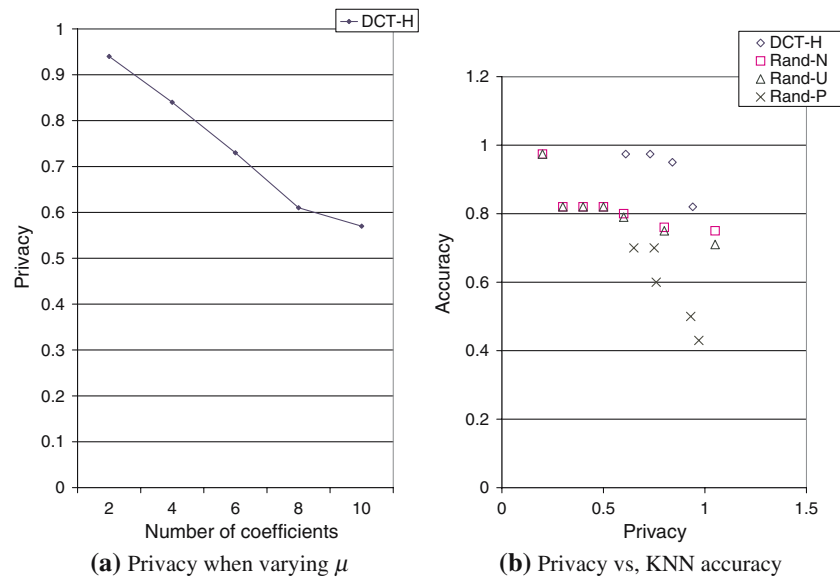 DCT-H
1
0.9
0.8
0.7
0.6
0.5
0.4
0.3
0.2
0.1
0
Privacy
2 4 6 8 10
Number of coefficients
(a) Privacy when varying μ
DCT-H
Rand-N
Rand-U
Rand-P
1.2
1
0.8
0.6
0.4
0.2
0
Accuracy
0 0.5 1 1.5
Privacy
(b) Privacy vs, KNN accuracy